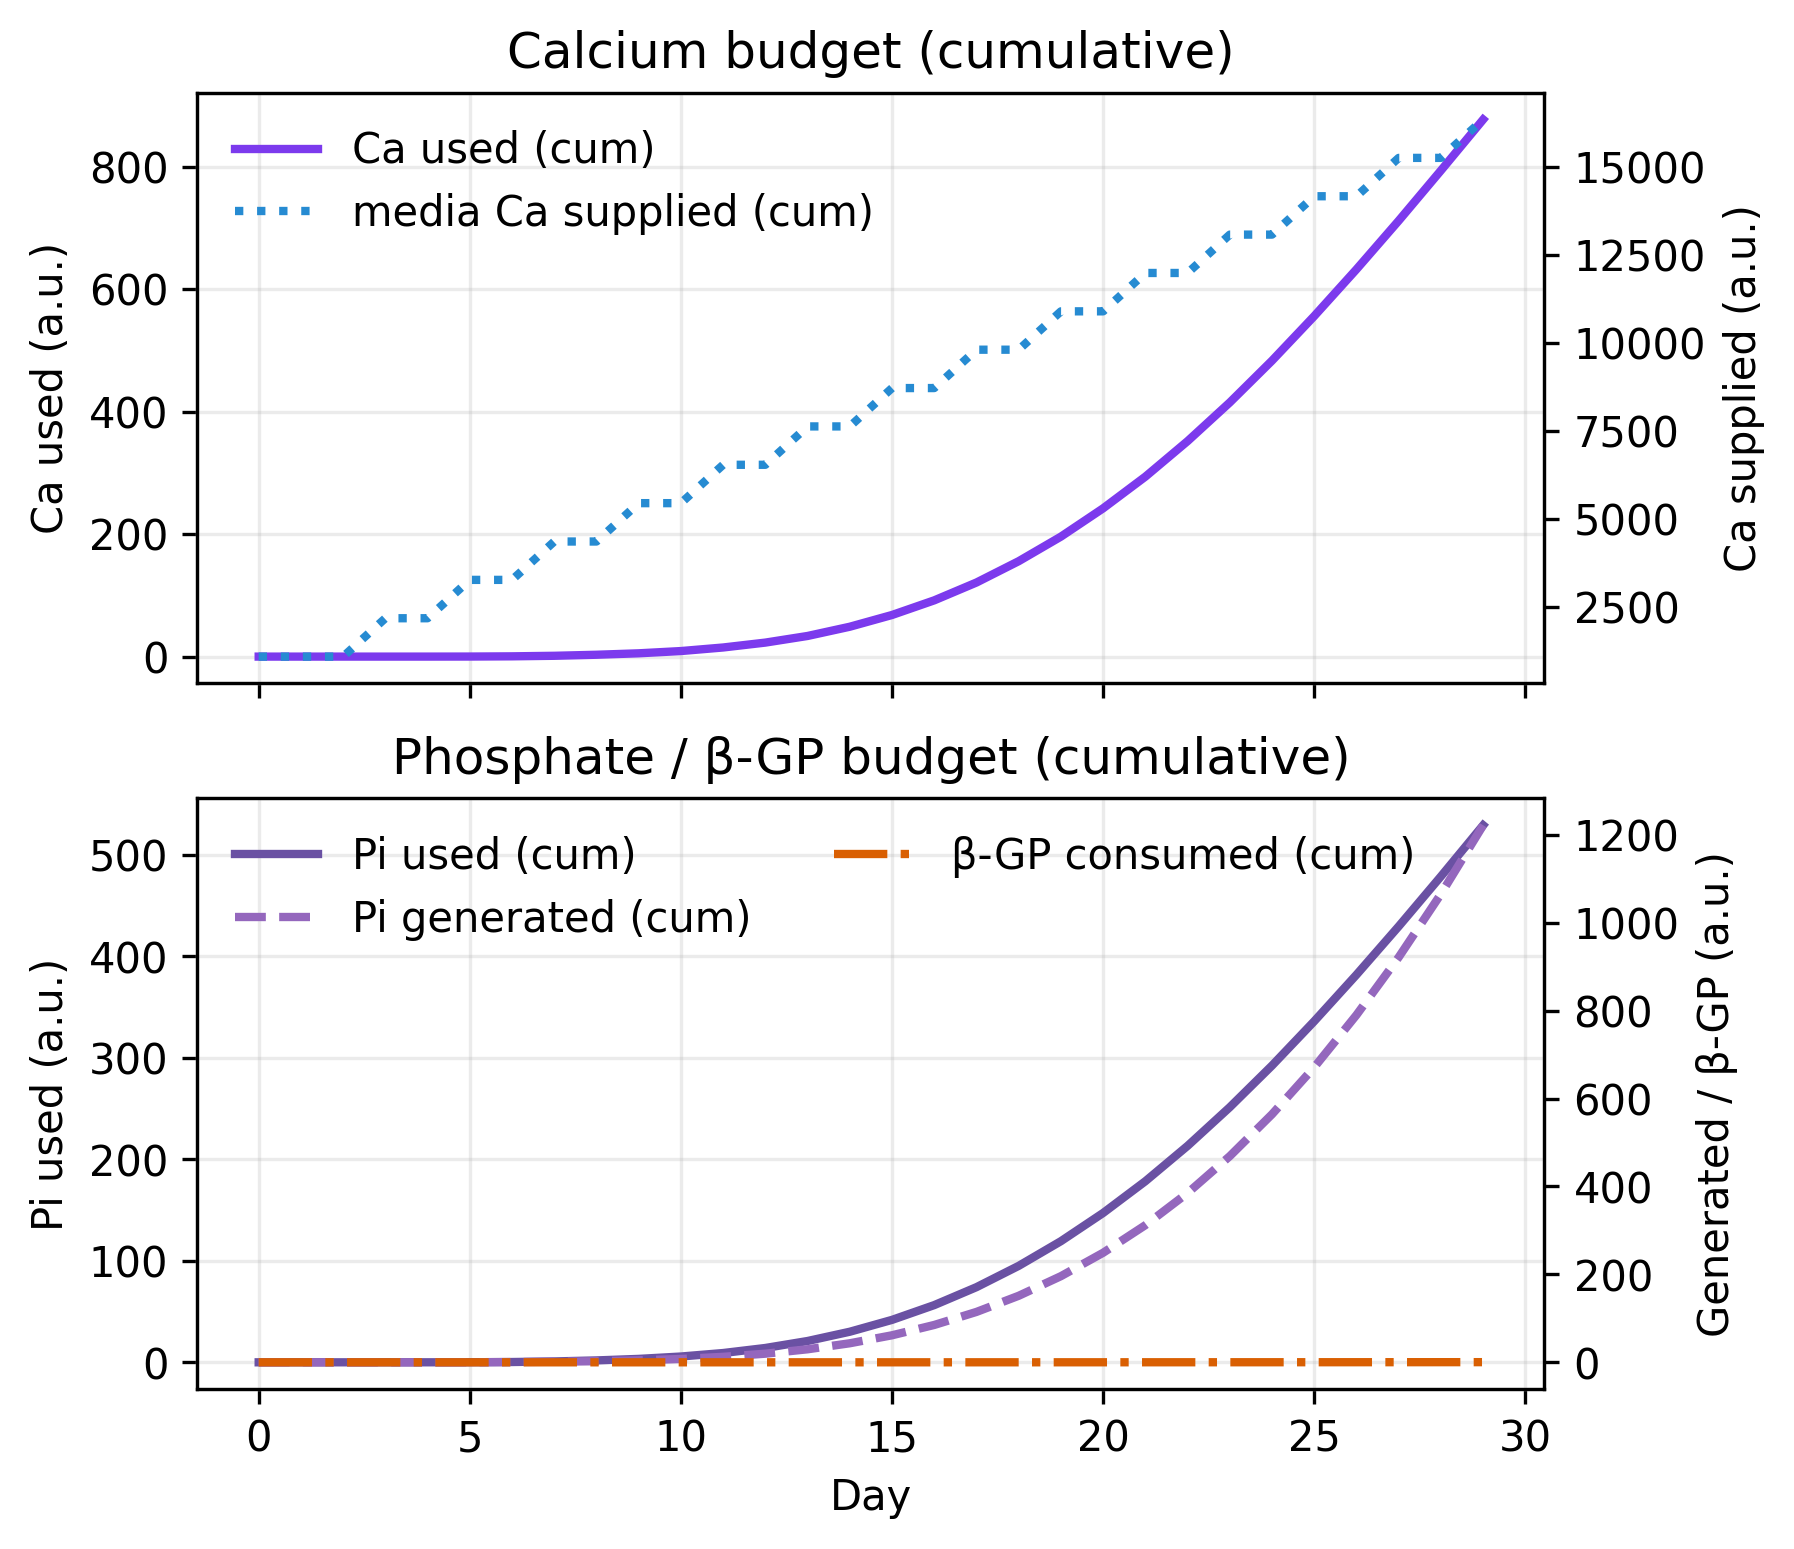 Calcium budget (cumulative)
Ca used (cum)
media Ca supplied (cum)
Ca used (a.u.)
800
600
400
200
0
15000
12500
10000
7500
5000
2500
Ca supplied (a.u.)
Phosphate / β-GP budget (cumulative)
Pi used (cum)
Pi generated (cum)
β-GP consumed (cum)
Pi used (a.u.)
500
400
300
200
100
0
1200
1000
800
600
400
200
0
Generated / β-GP (a.u.)
0 5 10 15 20 25 30
Day